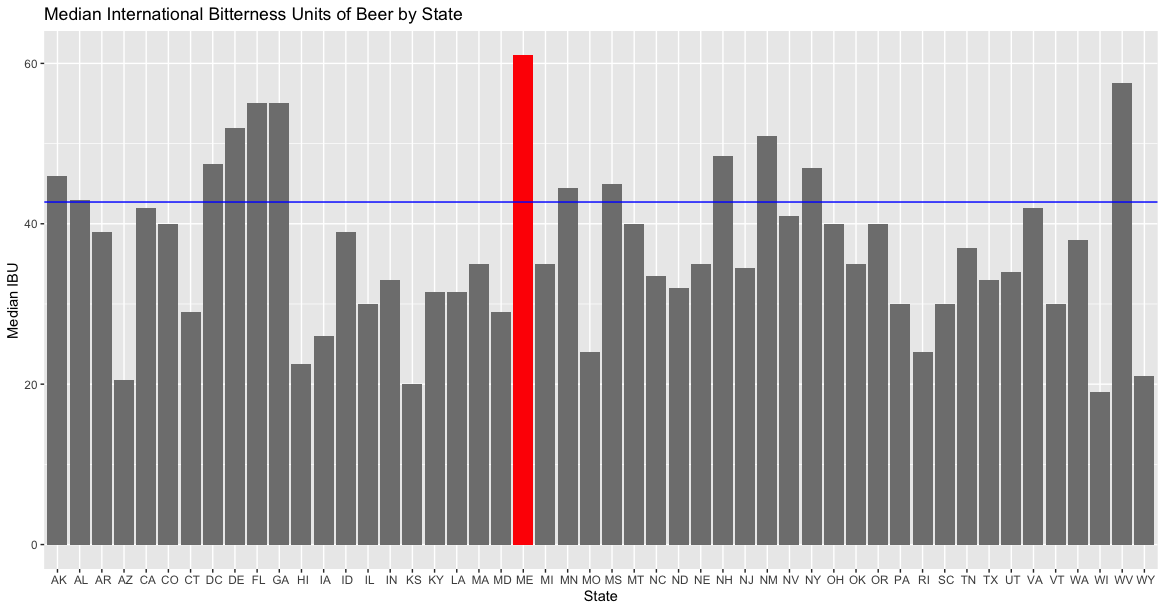 Median International Bitterness Units of Beer by State
Median IBU
60
40
20
0
AK AL AR AZ CA CO CT DC DE FL GA HI IA ID IL IN KS KY LA MA MD ME MI MN MO MS MT NC ND NE NH NJ NM NV NY OH OK OR PA RI SC TN TX UT VA VT WA WI WV WY
State